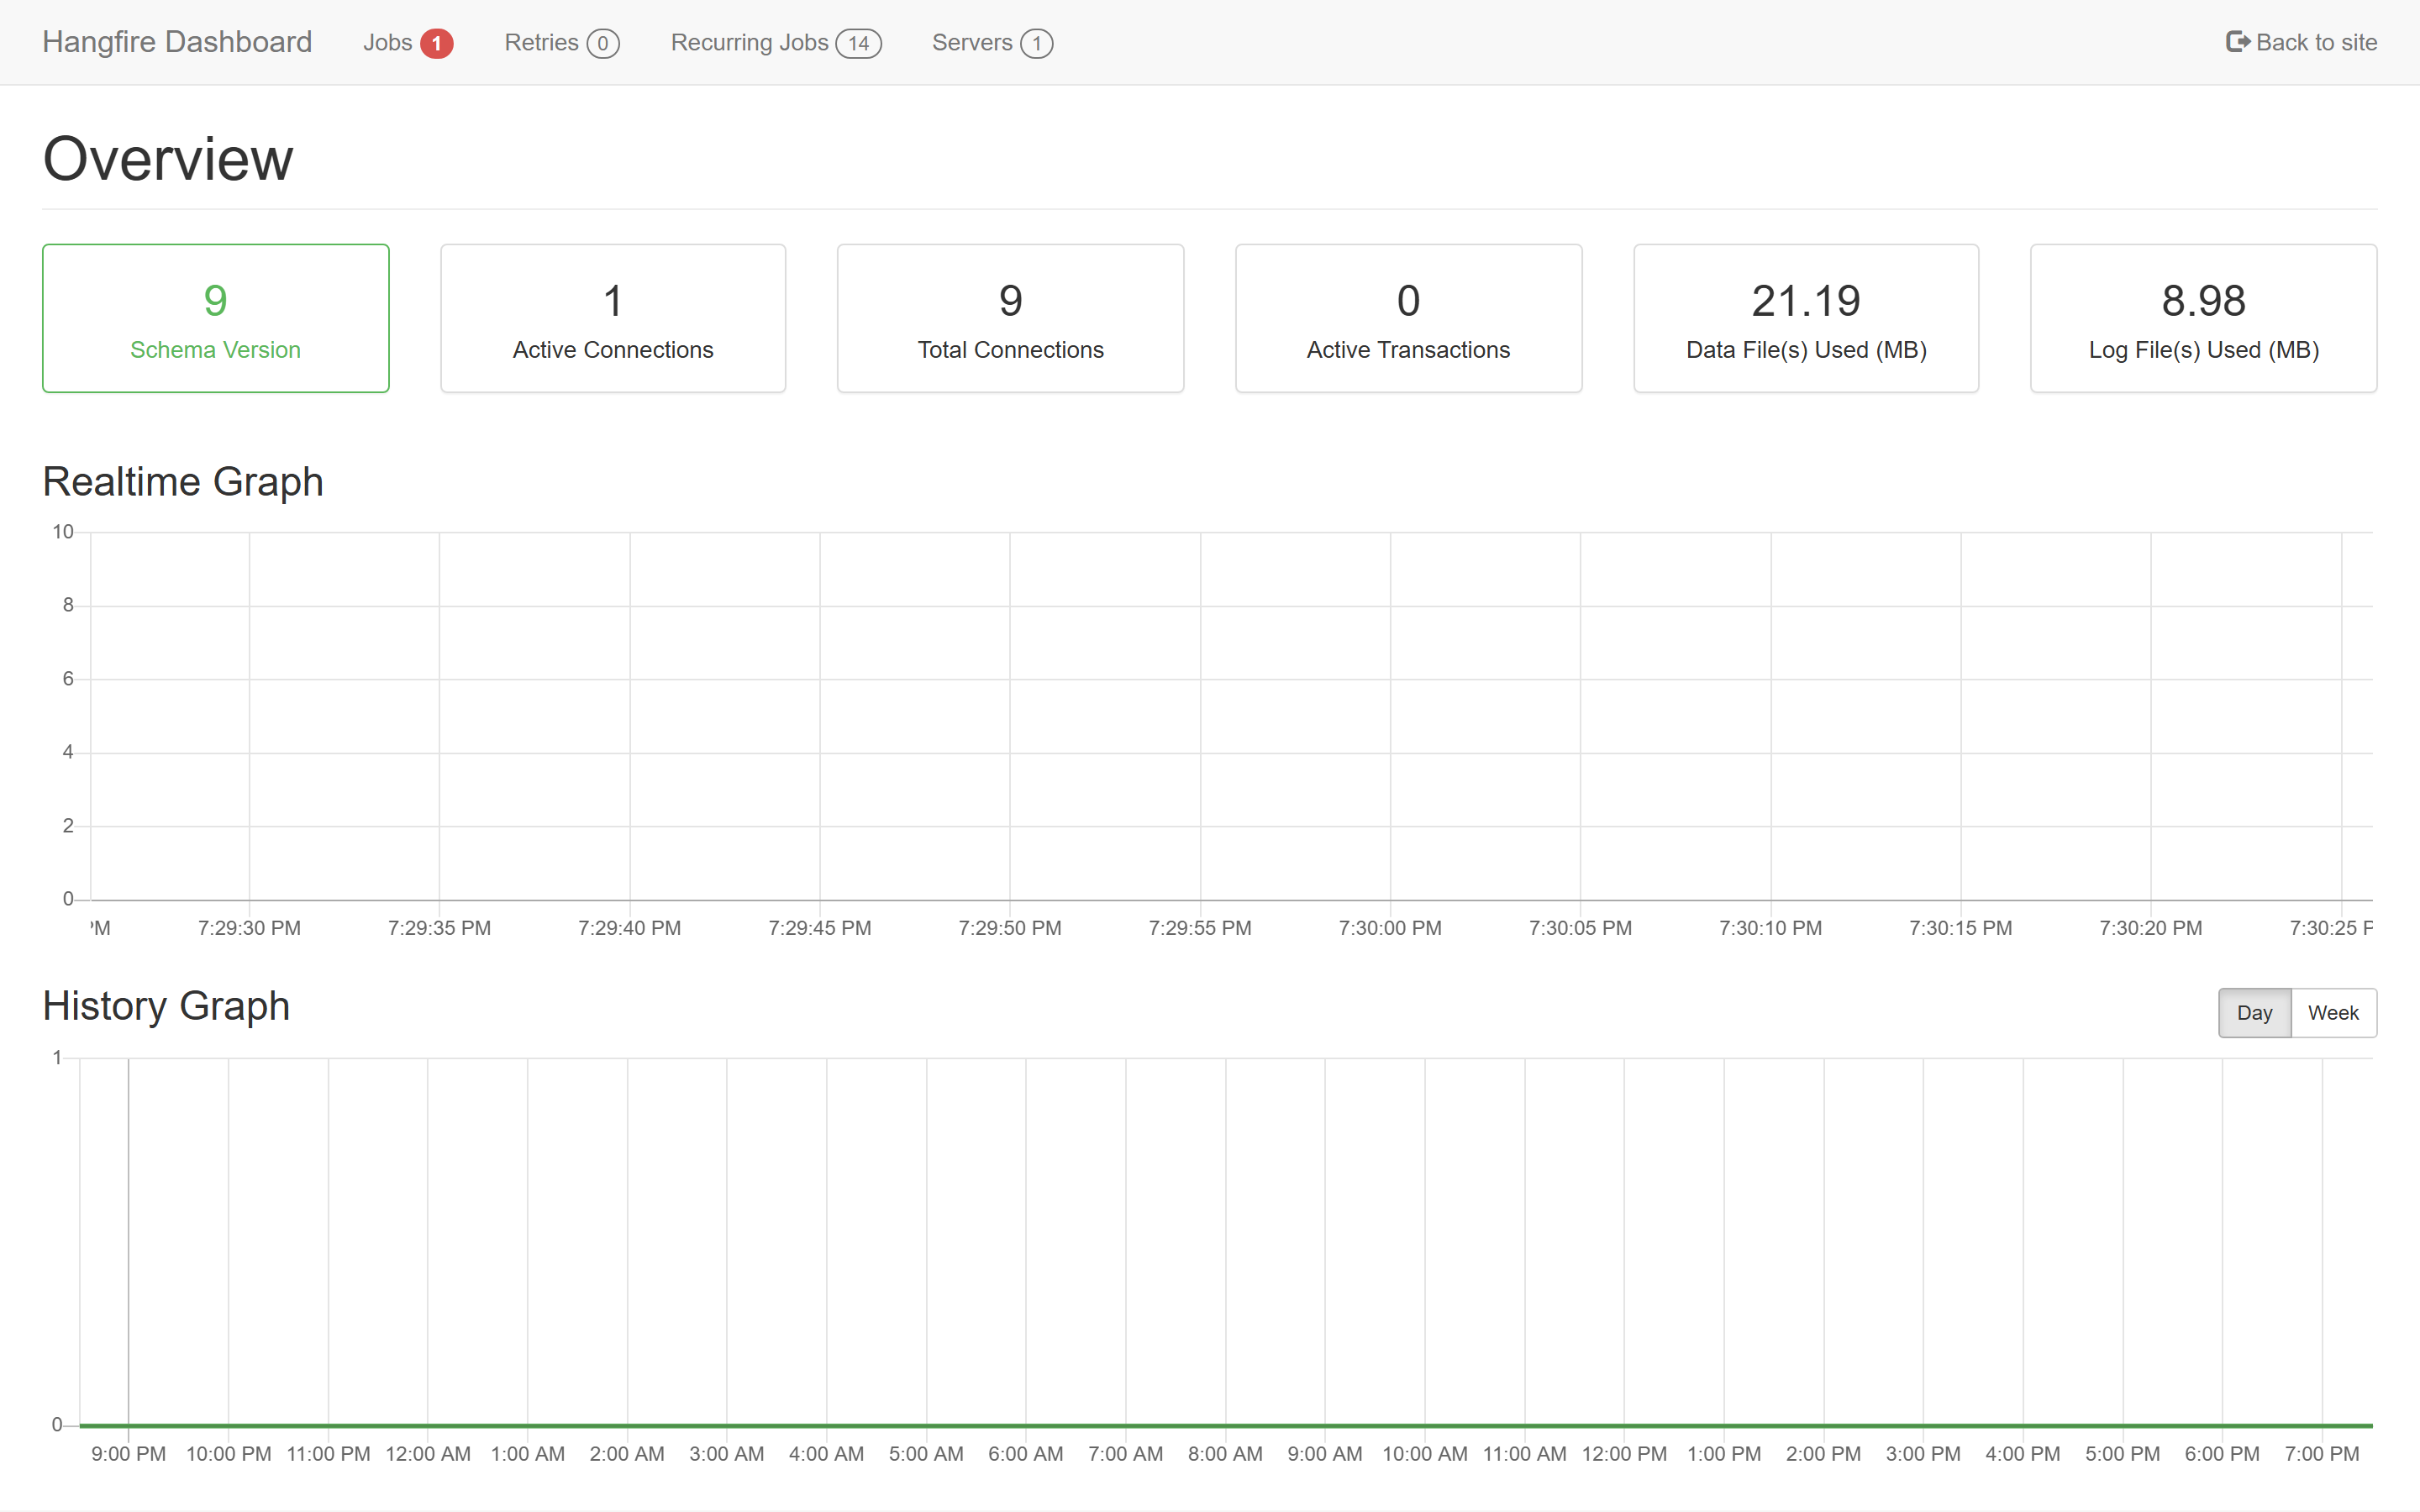 Hangfire Dashboard Jobs 1 Retries 0 Recurring Jobs 14 Servers 1 Back to site
Overview
9 1 9 0 21.19 8.98
Schema Version Active Connections Total Connections Active Transactions Data File(s) Used (MB) Log File(s) Used (MB)
Realtime Graph
10
8
6
4
2
0
7:29:30 PM 7:29:35 PM 7:29:40 PM 7:29:45 PM 7:29:50 PM 7:29:55 PM 7:30:00 PM 7:30:05 PM 7:30:10 PM 7:30:15 PM 7:30:20 PM 7:30:25
History Graph Day Week
1
0
9:00 PM 10:00 PM 11:00 PM 12:00 AM 1:00 AM 2:00 AM 3:00 AM 4:00 AM 5:00 AM 6:00 AM 7:00 AM 8:00 AM 9:00 AM 10:00 AM 11:00 AM 12:00 PM 1:00 PM 2:00 PM 3:00 PM 4:00 PM 5:00 PM 6:00 PM 7:00 PM